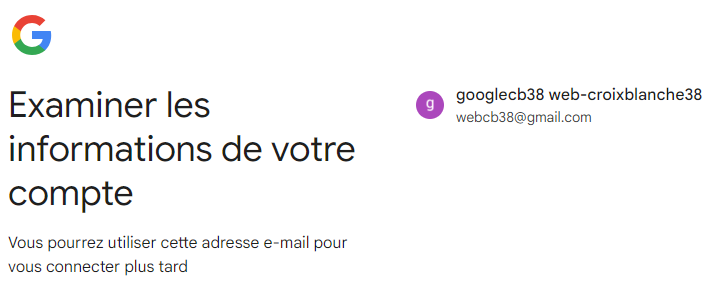 Examiner les
informations de votre
compte
Vous pourrez utiliser cette adresse e-mail pour
vous connecter plus tard
g
googlecb38 web-croixblanche38
webcb38@gmail.com